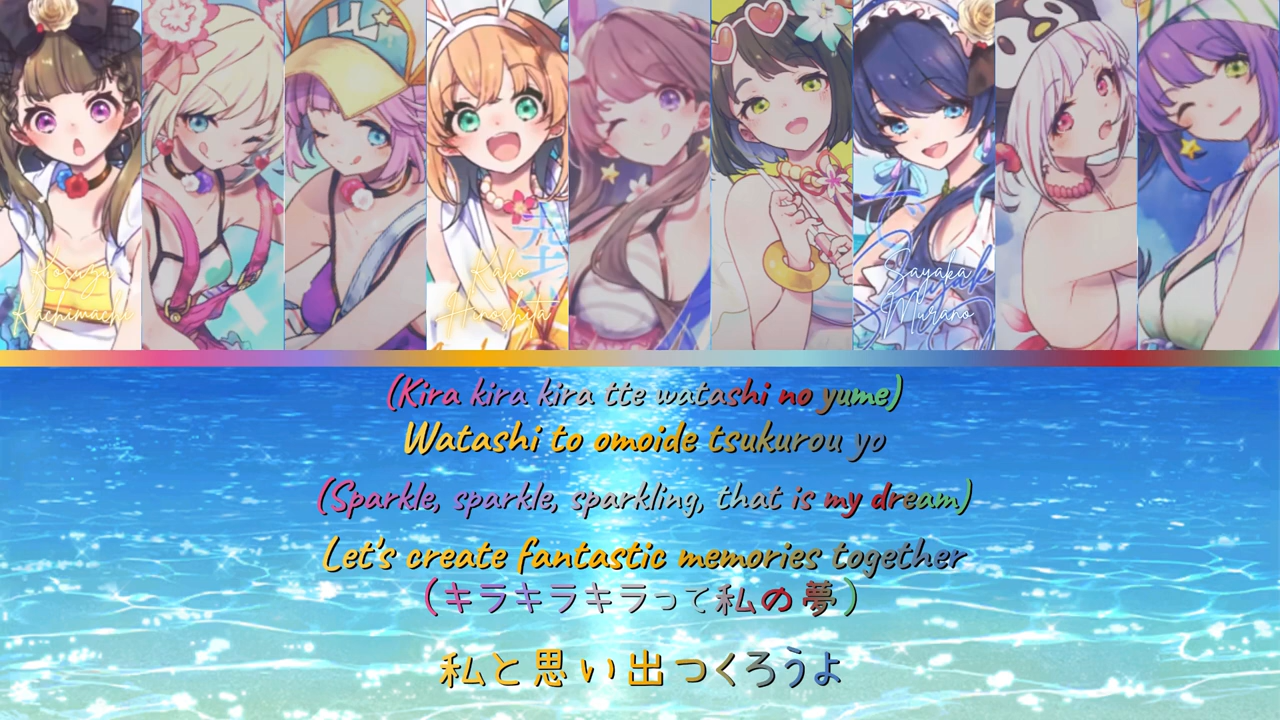 Kosuzu
Kachimachi
Kaho
Hinoshita
Sayaka
Murano
(Kira kira kira tte watashi no yume)
Watashi to omoide tsukurou yo
(Sparkle, sparkle, sparkling, that is my dream)
Let's create fantastic memories together
(キラキラキラって私の夢)
私と思い出つくろうよ